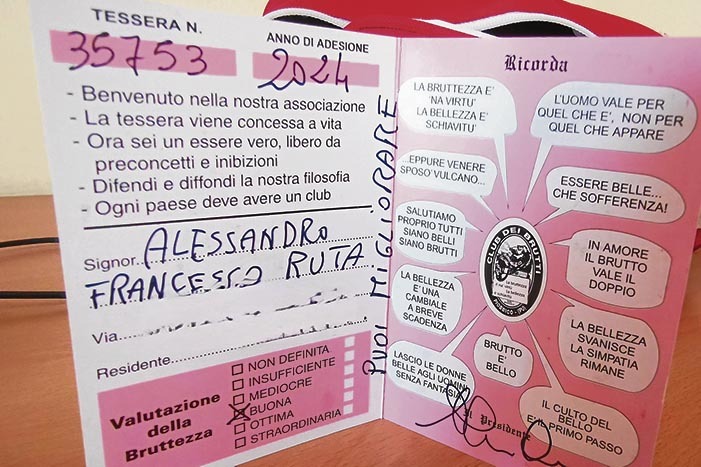 TESSERA N.
35753
ANNO DI ADESIONE
2024
- Benvenuto nella nostra associazione
- La tessera viene concessa a vita
- Ora sei un essere vero, libero da
preconcetti e inibizioni
- Difendi e diffondi la nostra filosofia
- Ogni paese deve avere un club
Signor. ALESSANDRO
FRANCESCO RUTA
Via
Residente
Valutazione
della
Bruttezza
NON DEFINITA
INSUFFICIENTE
MEDIOCRE
BUONA
OTTIMA
STRAORDINARIA
PUOI MIGLIORARE
Ricorda
LA BRUTTEZZA E'
'NA VIRTU'
LA BELLEZZA E'
SCHIAVITU'
L'UOMO VALE PER
QUEL CHE E', NON PER
QUEL CHE APPARE
...EPPURE VENERE
SPOSO' VULCANO...
ESSERE BELLE...
CHE SOFFERENZA!
SALUTIAMO
PROPRIO TUTTI
SIANO BELLI
SIANO BRUTTI
CLUB DEI BRUTTI
IN AMORE
IL BRUTTO
VALE IL
DOPPIO
LA BELLEZZA
E' UNA
CAMBIALE
A BREVE
SCADENZA
LA BELLEZZA
SVANISCE
LA SIMPATIA
RIMANE
BRUTTO
E'
BELLO
LASCIO LE DONNE
BELLE AGLI UOMINI
SENZA FANTASIA
IL CULTO DEL
BELLO
E' IL PRIMO PASSO
Il Presidente